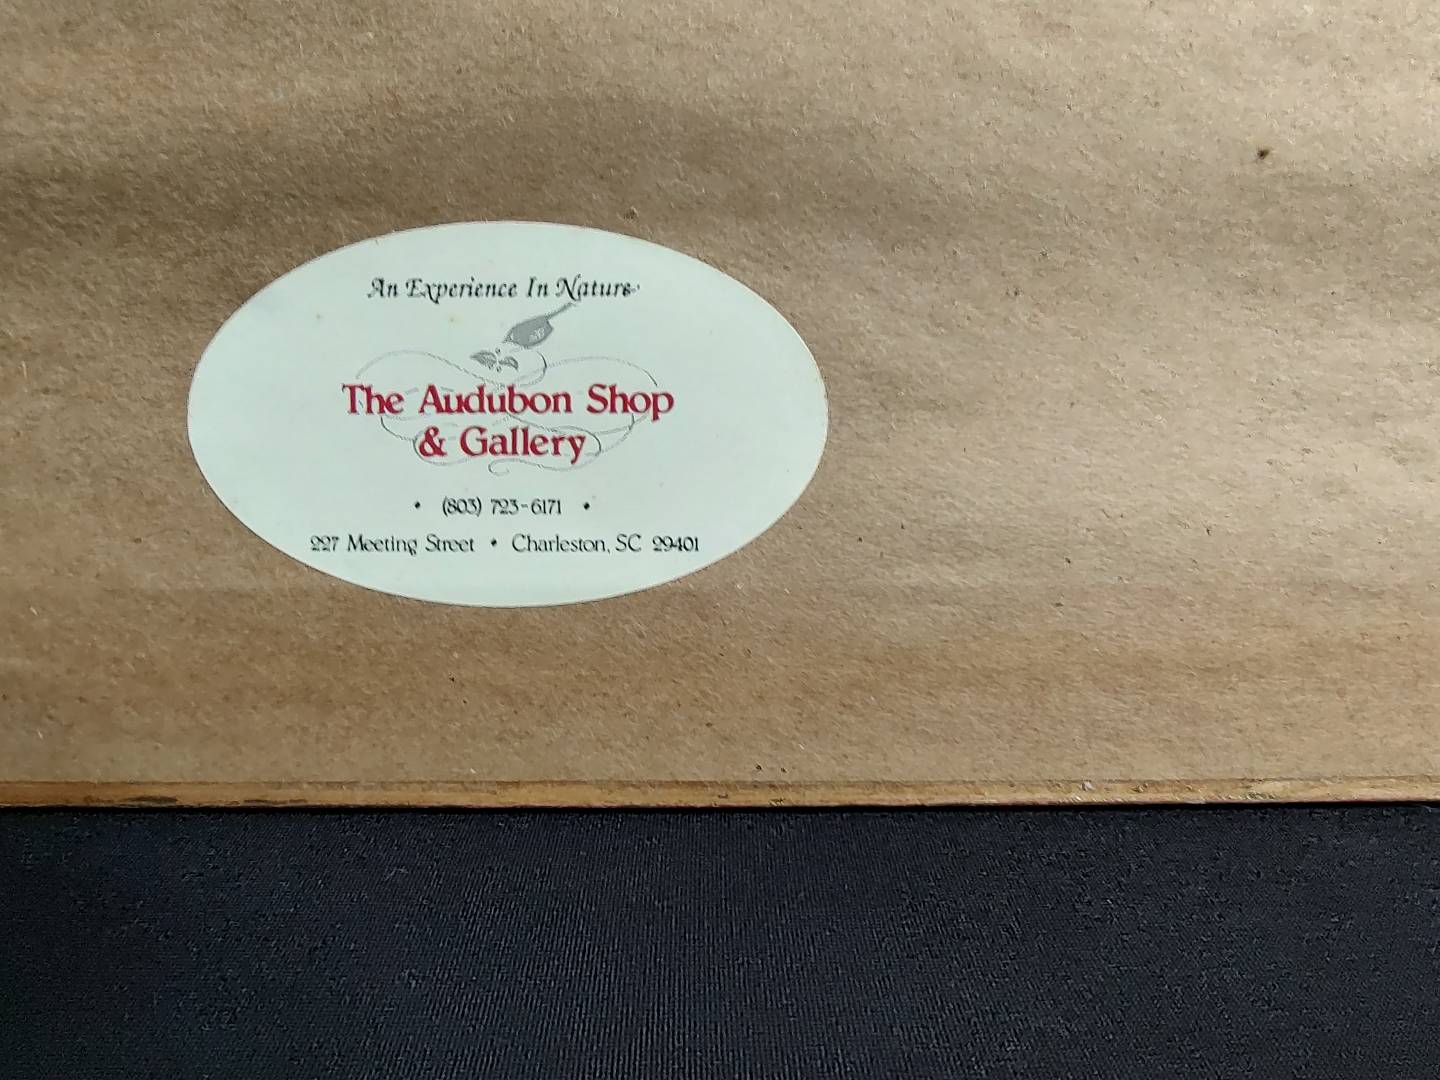 An Experience In Nature
The Audubon Shop
& Gallery
• (803) 723-6171 •
227 Meeting Street • Charleston, SC 29401